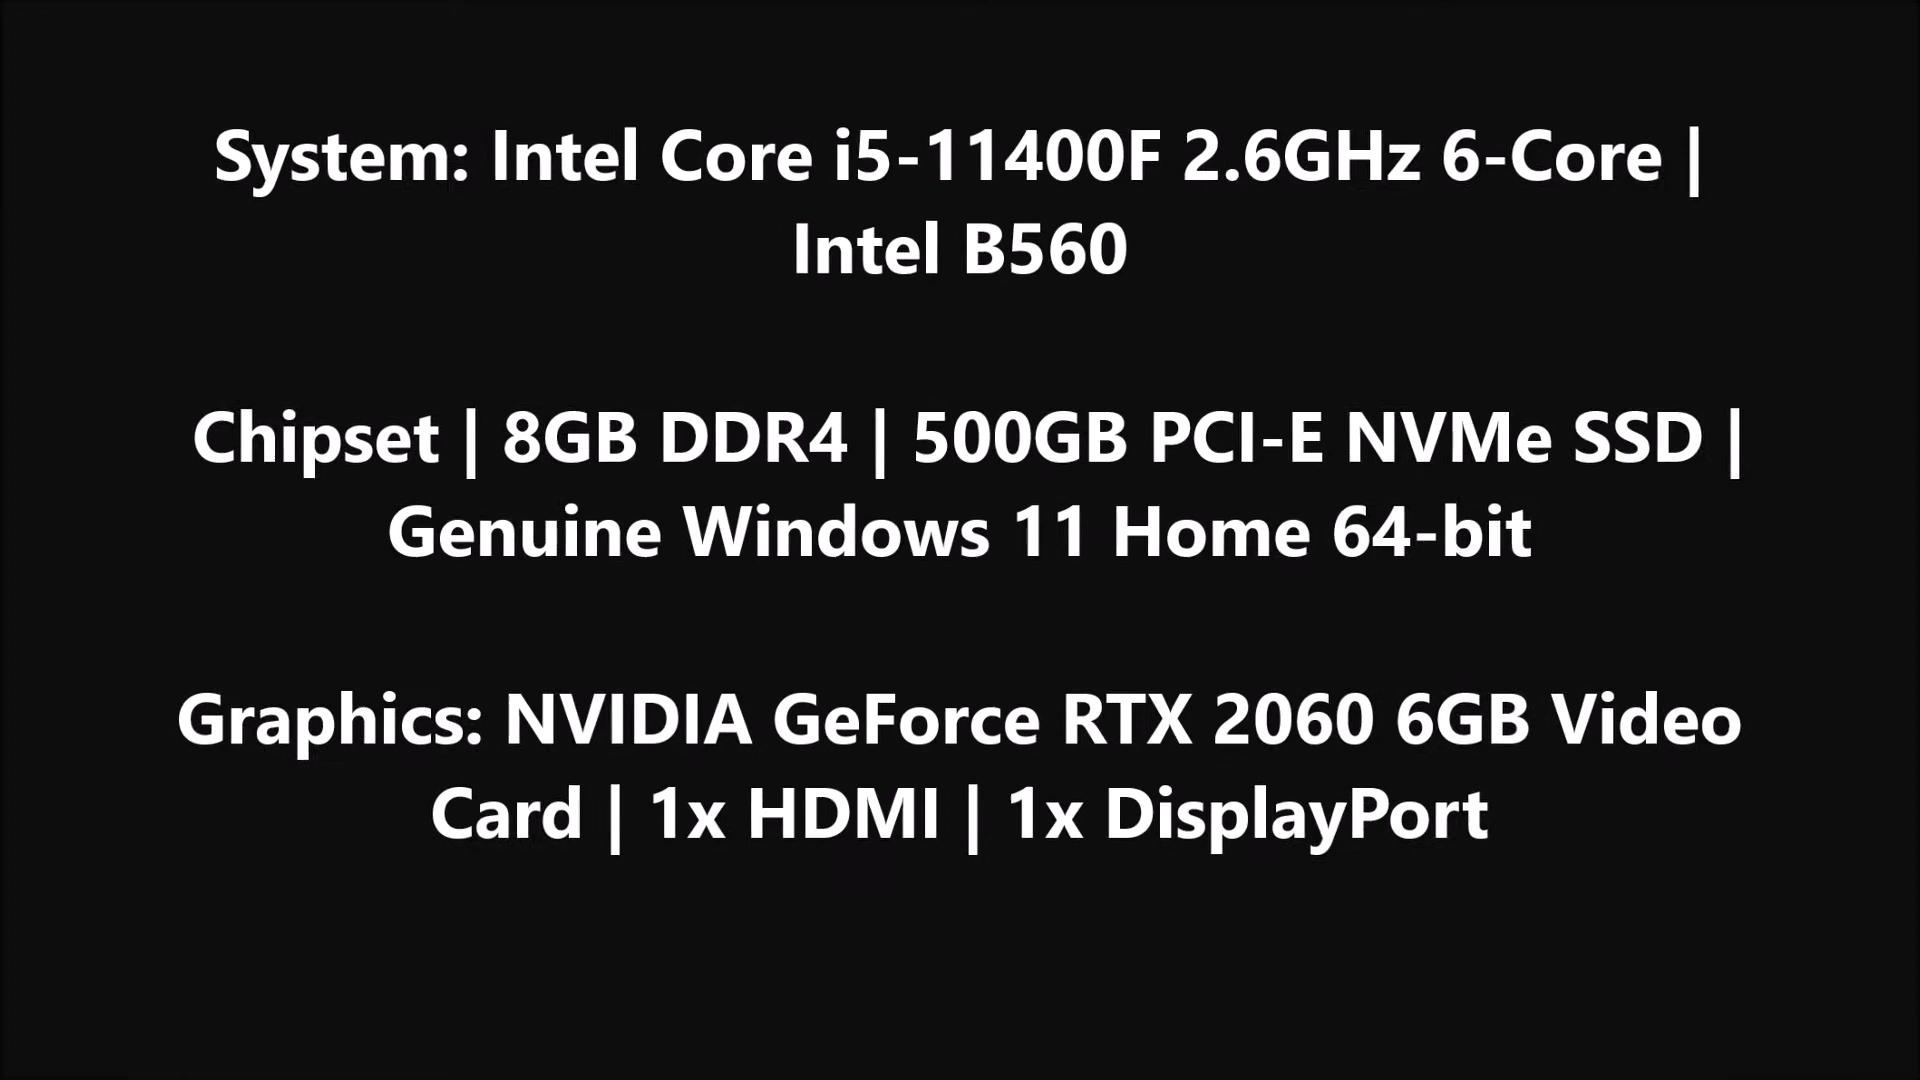 System: Intel Core i5-11400F 2.6GHz 6-Core |
Intel B560
Chipset | 8GB DDR4 | 500GB PCI-E NVMe SSD |
Genuine Windows 11 Home 64-bit
Graphics: NVIDIA GeForce RTX 2060 6GB Video
Card | 1x HDMI | 1x DisplayPort